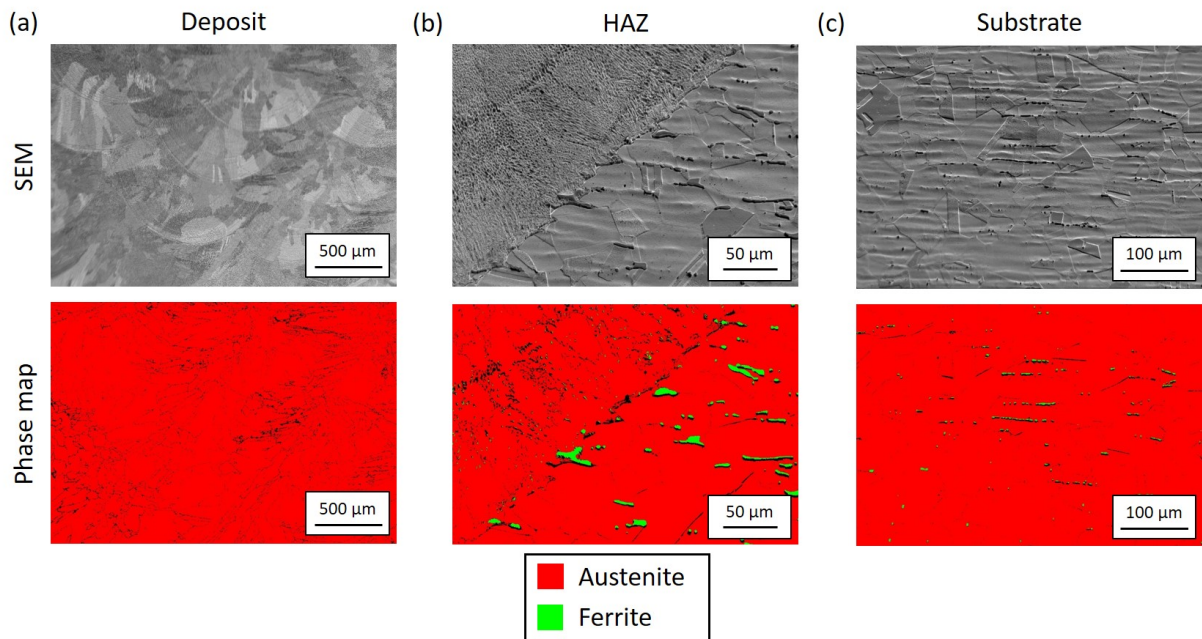 (a) Deposit
(b) HAZ
(c) Substrate
SEM
500 µm
50 µm
100 µm
Phase map
500 µm
50 µm
100 µm
Austenite
Ferrite